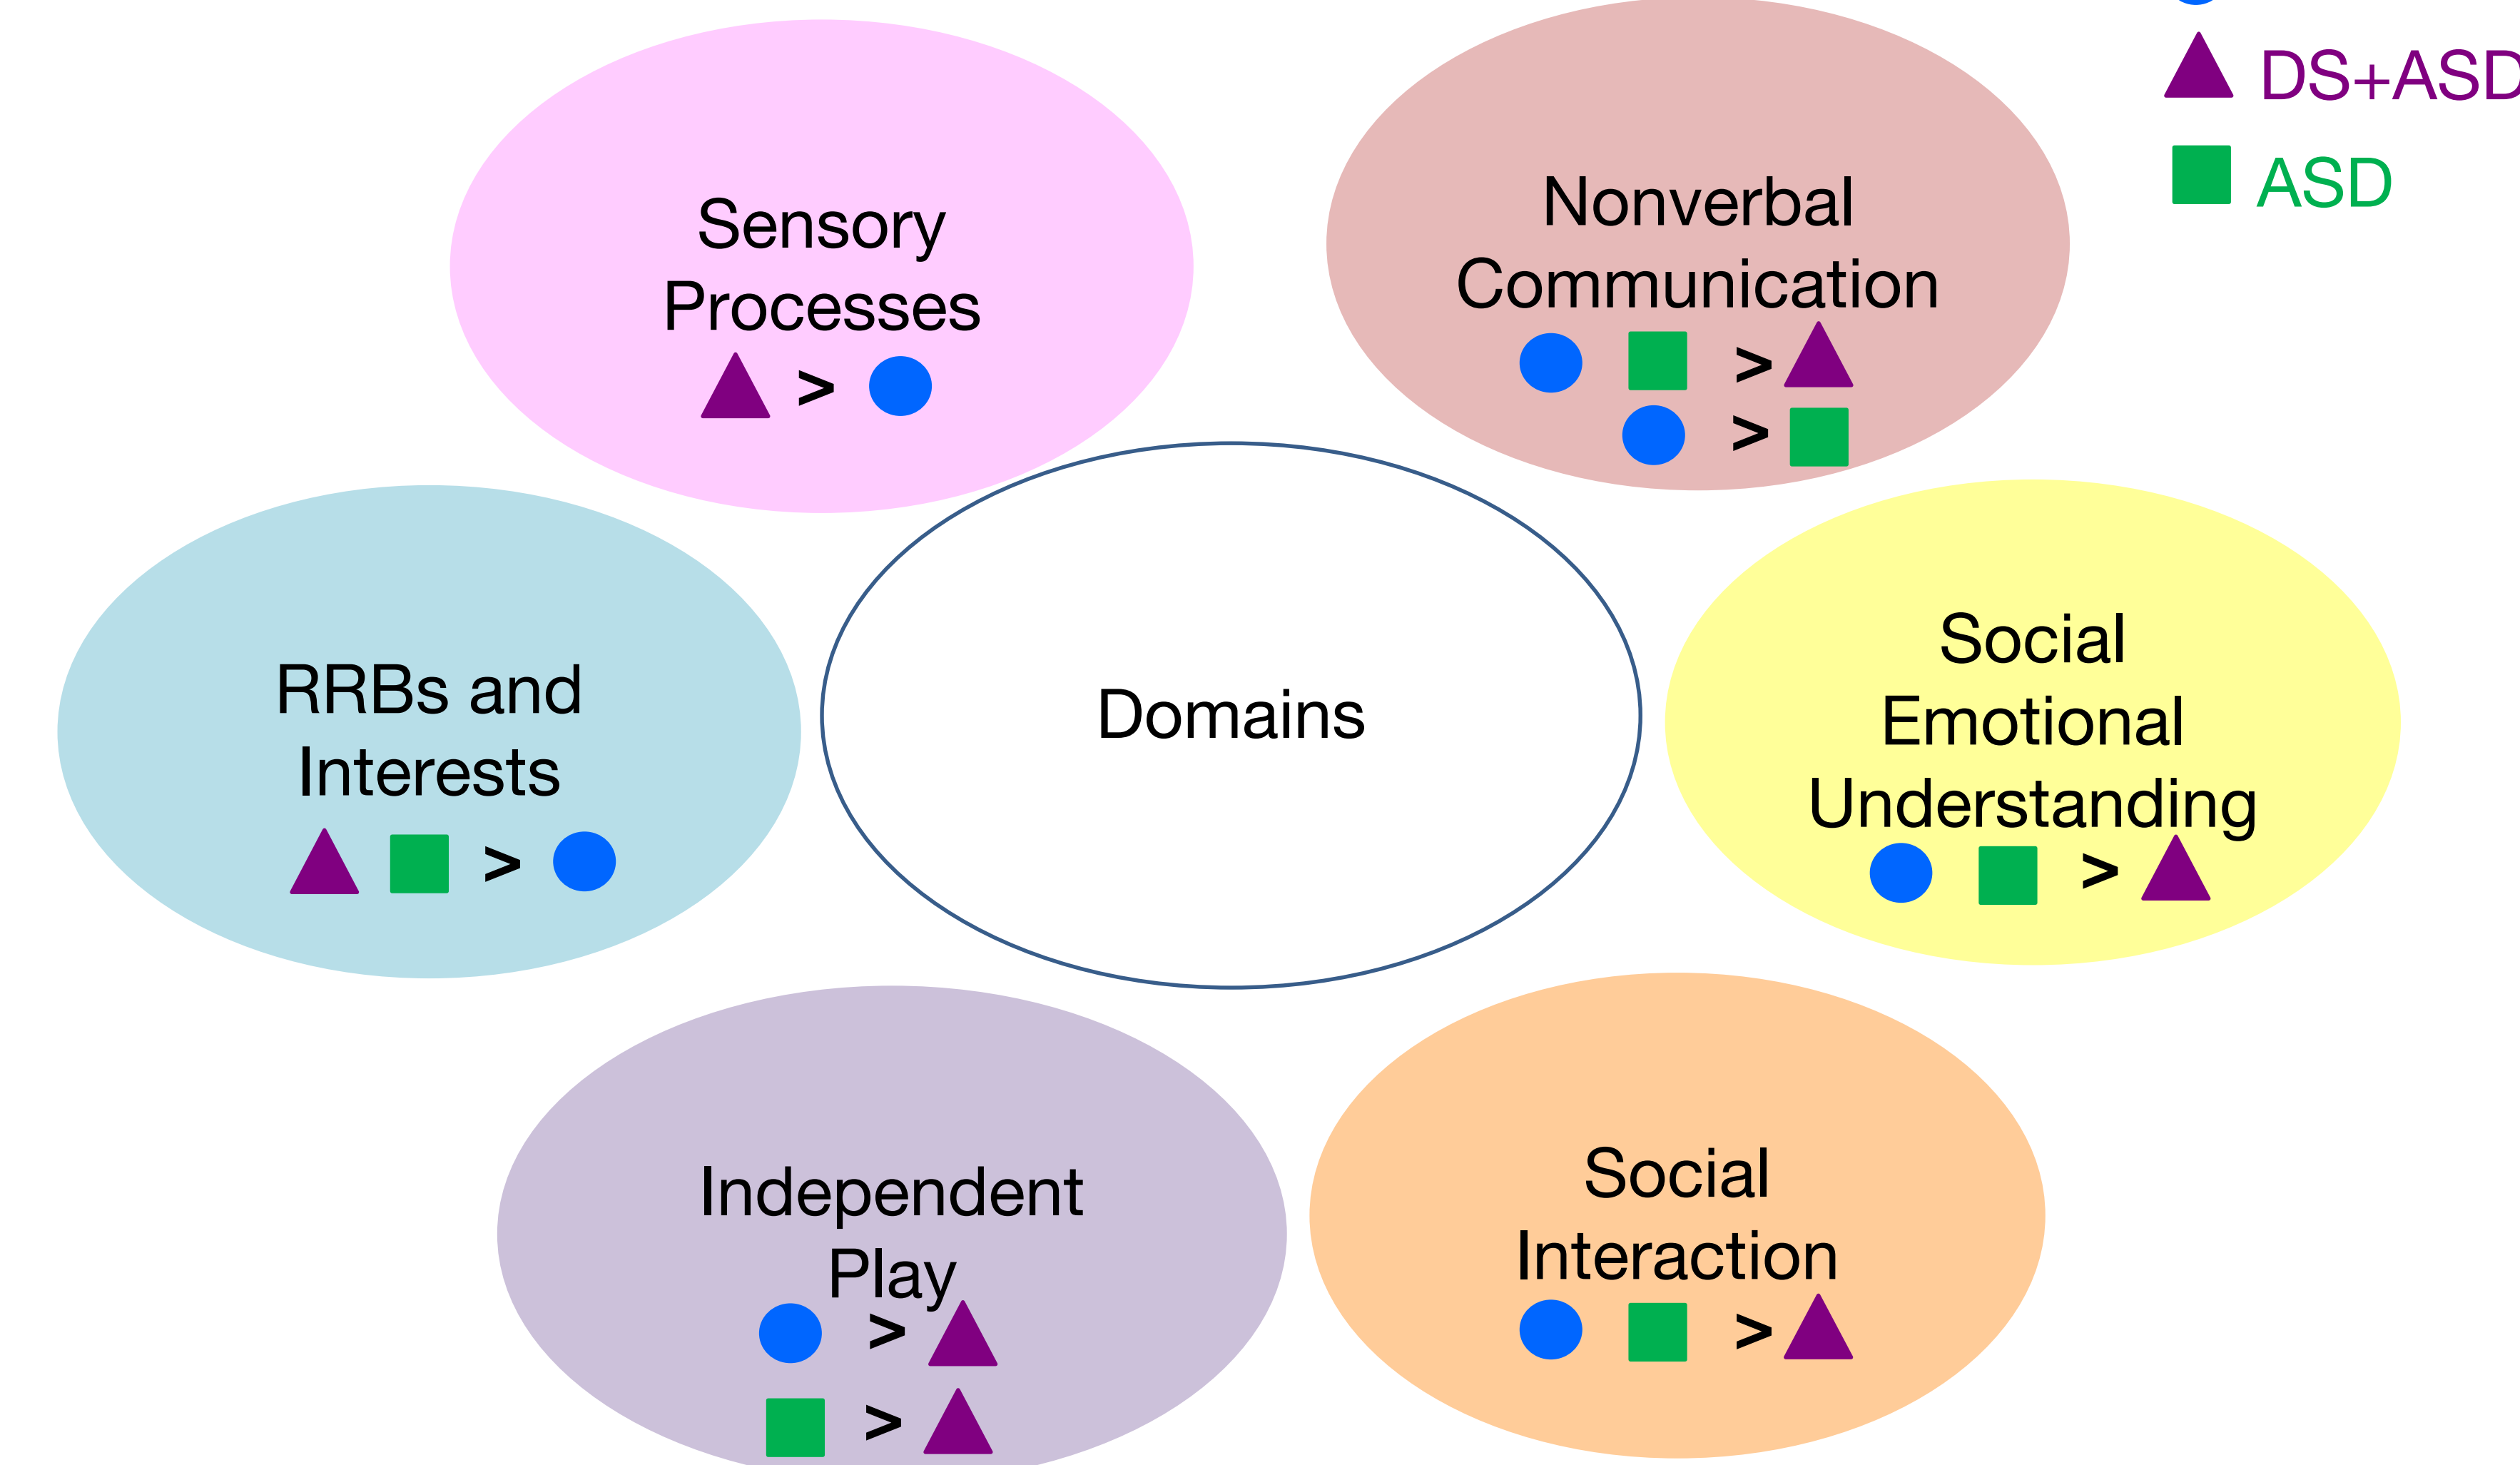 DS+ASD
ASD
Sensory
Processes
>
Nonverbal
Communication
>
>
RRBs and
Interests
>
Domains
Social
Emotional
Understanding
>
Independent
Play
>
>
Social
Interaction
>